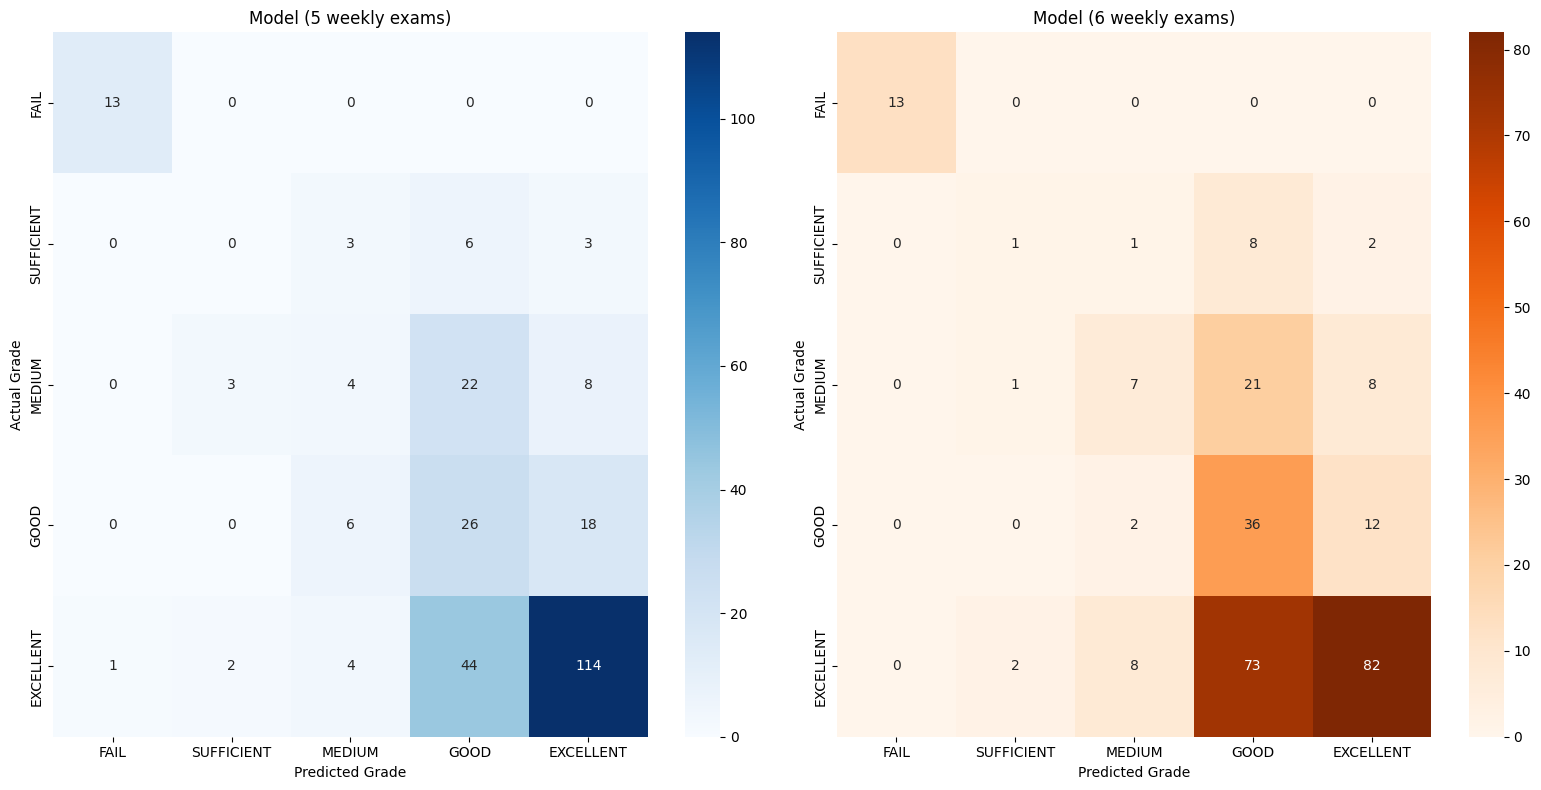 Model (5 weekly exams)
Actual Grade
FAIL
13 0 0 0 0
SUFFICIENT
0 0 3 6 3
MEDIUM
0 3 4 22 8
GOOD
0 0 6 26 18
EXCELLENT
1 2 4 44 114
FAIL SUFFICIENT MEDIUM GOOD EXCELLENT
Predicted Grade
100
80
60
40
20
0
Model (6 weekly exams)
Actual Grade
FAIL
13 0 0 0 0
SUFFICIENT
0 1 1 8 2
MEDIUM
0 1 7 21 8
GOOD
0 0 2 36 12
EXCELLENT
0 2 8 73 82
FAIL SUFFICIENT MEDIUM GOOD EXCELLENT
Predicted Grade
80
70
60
50
40
30
20
10
0